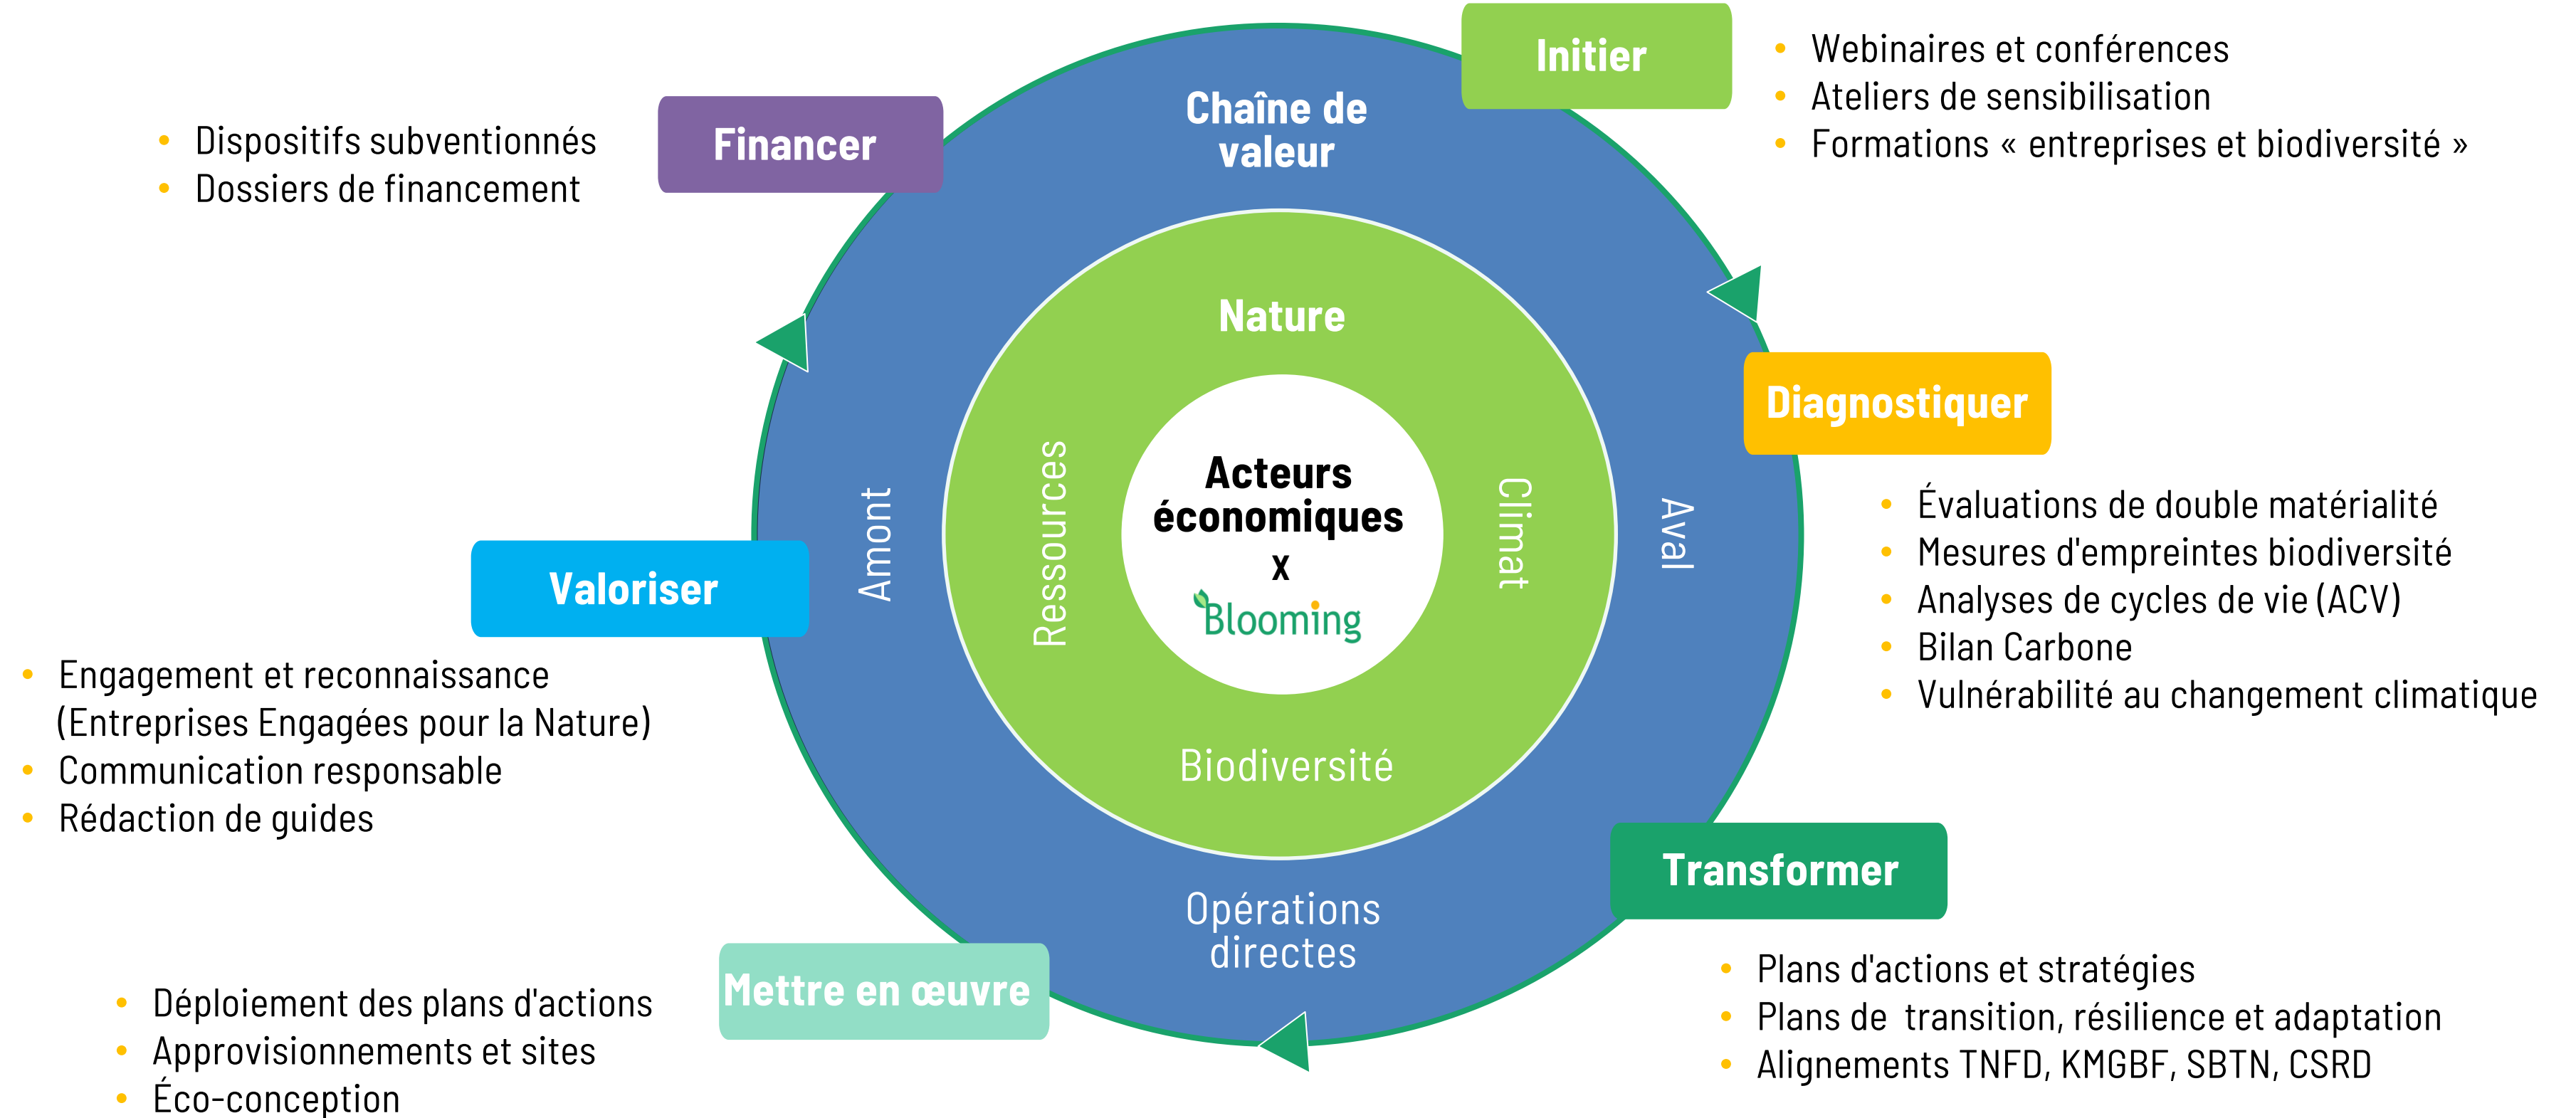 Initier
• Webinaires et conférences
• Ateliers de sensibilisation
• Formations « entreprises et biodiversité »
Diagnostiquer
• Évaluations de double matérialité
• Mesures d'empreintes biodiversité
• Analyses de cycles de vie (ACV)
• Bilan Carbone
• Vulnérabilité au changement climatique
Transformer
• Plans d'actions et stratégies
• Plans de transition, résilience et adaptation
• Alignements TNFD, KMGBF, SBTN, CSRD
Mettre en œuvre
• Déploiement des plans d'actions
• Approvisionnements et sites
• Éco-conception
Valoriser
• Engagement et reconnaissance
(Entreprises Engagées pour la Nature)
• Communication responsable
• Rédaction de guides
Financer
• Dispositifs subventionnés
• Dossiers de financement
Chaîne de
valeur
Amont
Aval
Opérations
directes
Nature
Ressources
Climat
Biodiversité
Acteurs
économiques
x
Blooming